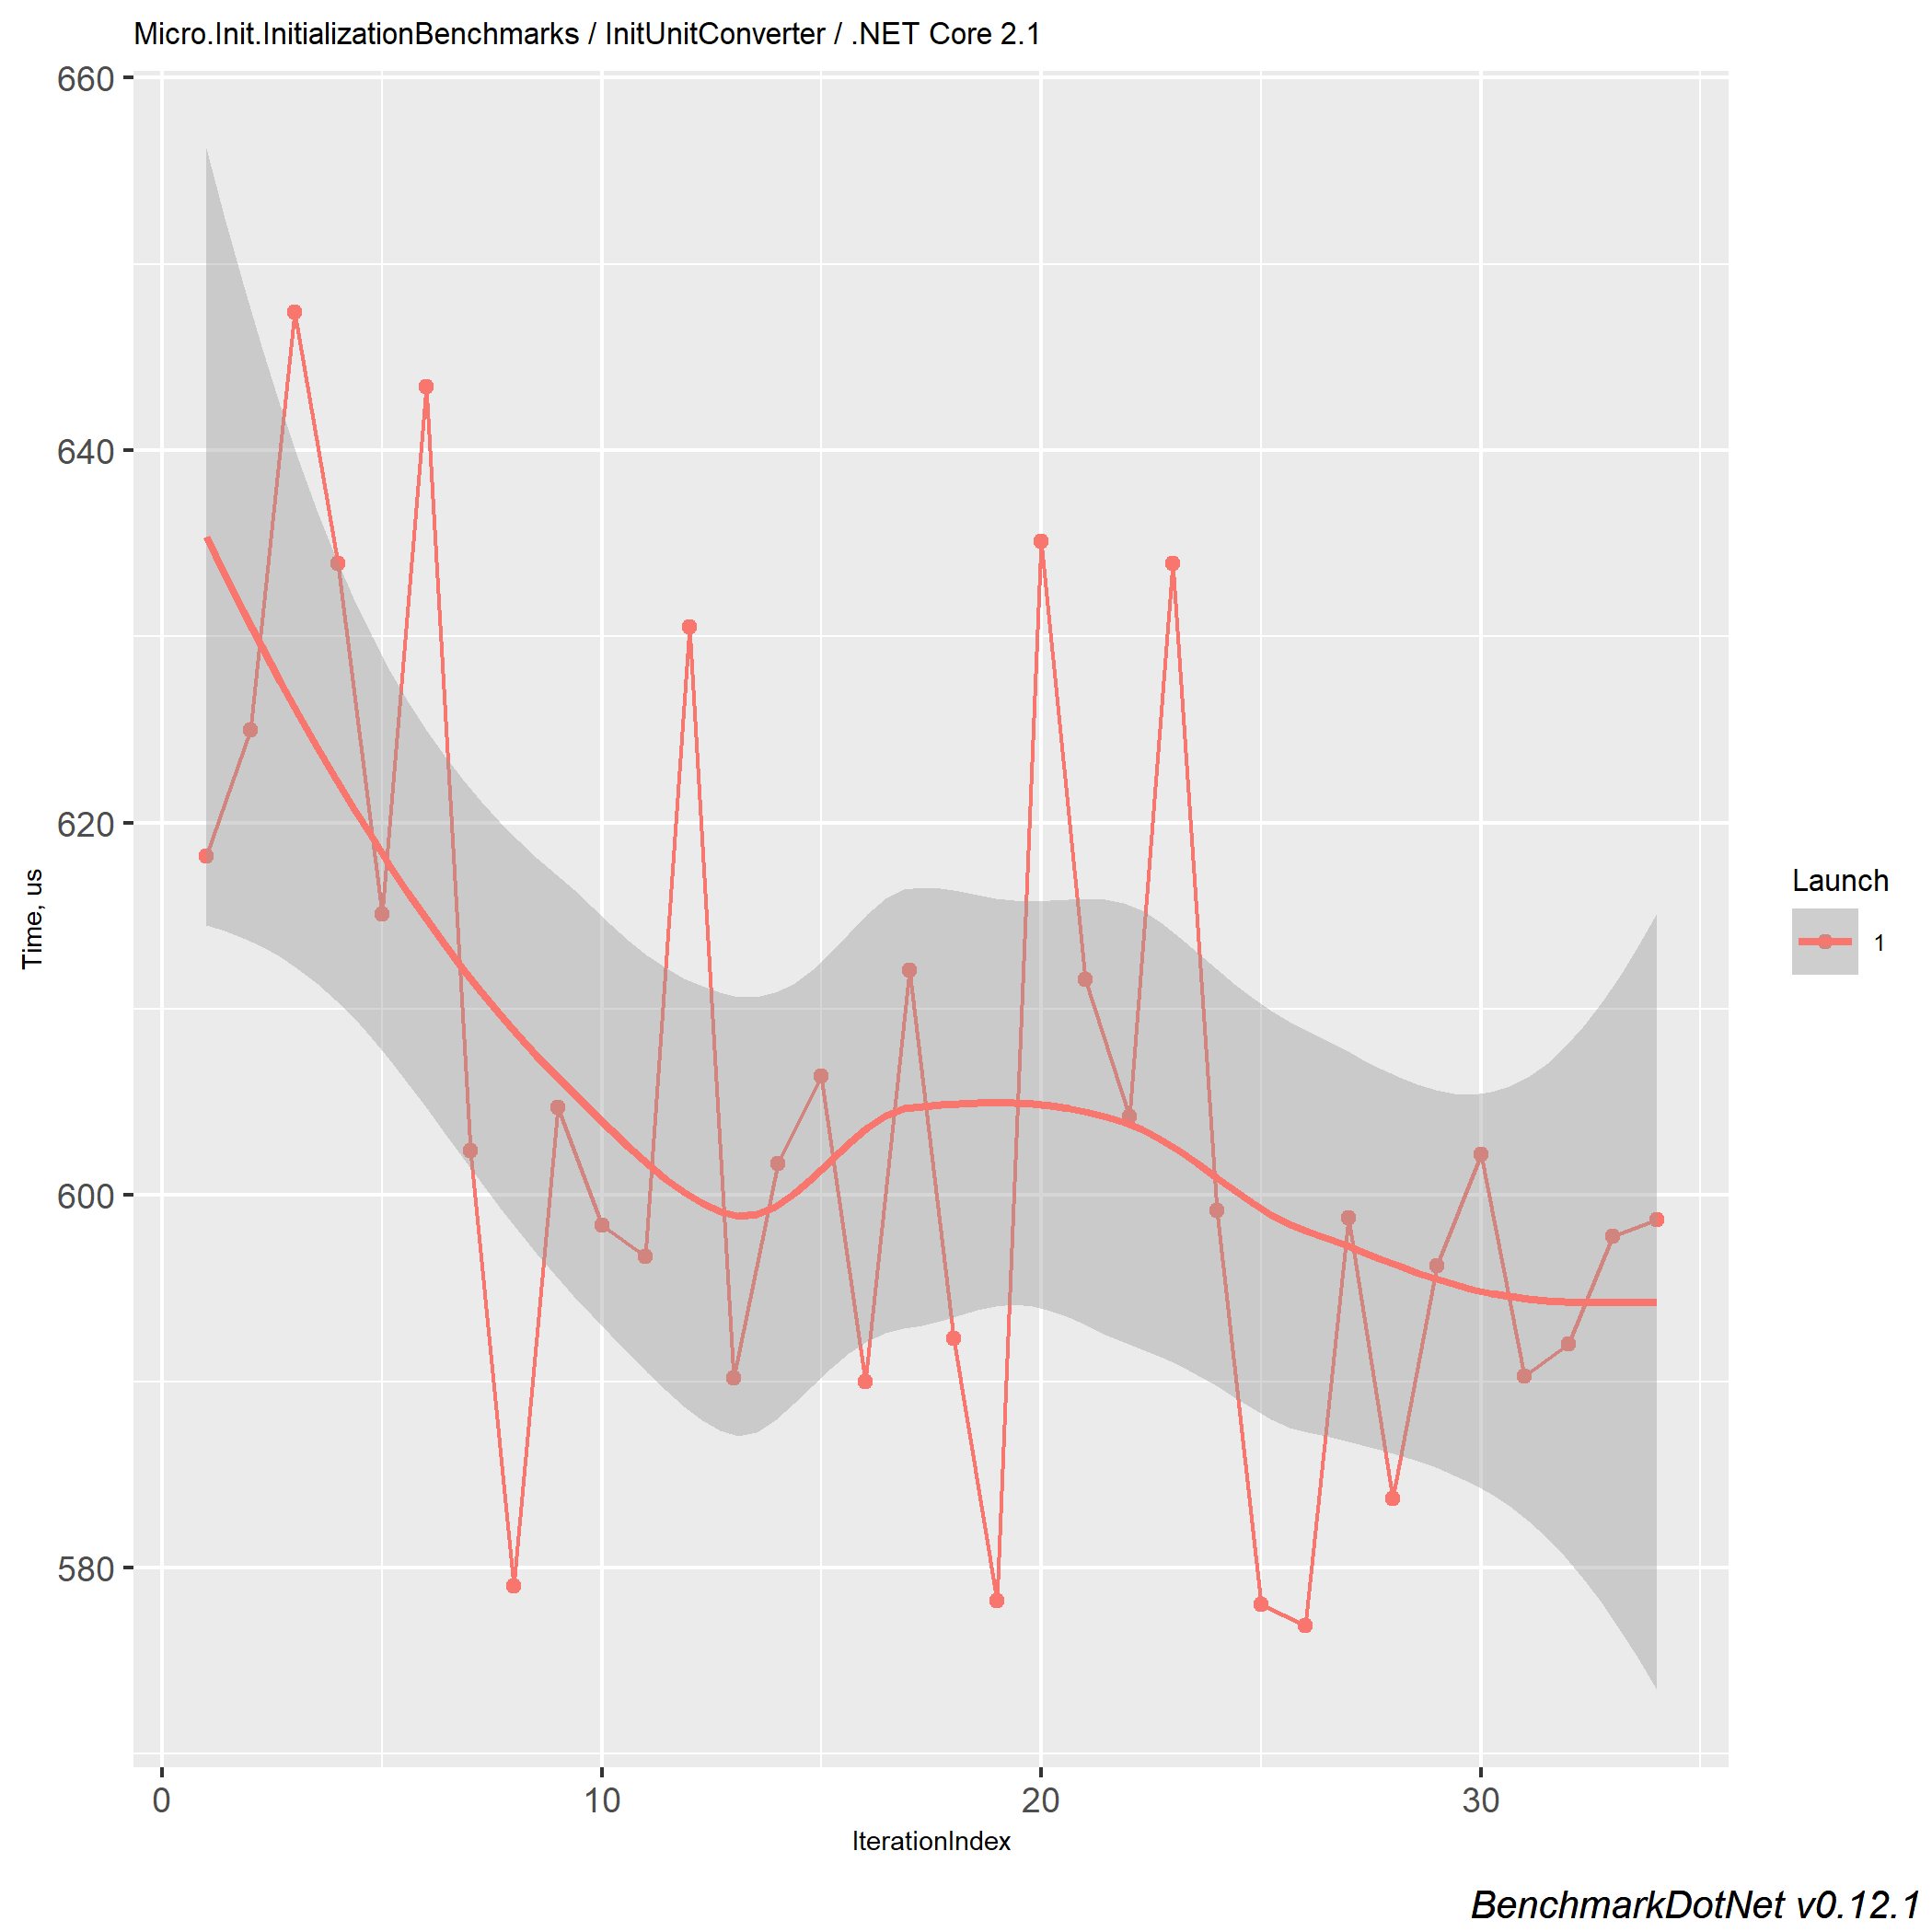 Micro.Init.InitializationBenchmarks / InitUnitConverter / .NET Core 2.1
660
640
620
600
580
Time, us
0
10
20
30
IterationIndex
Launch
1
BenchmarkDotNet v0.12.1